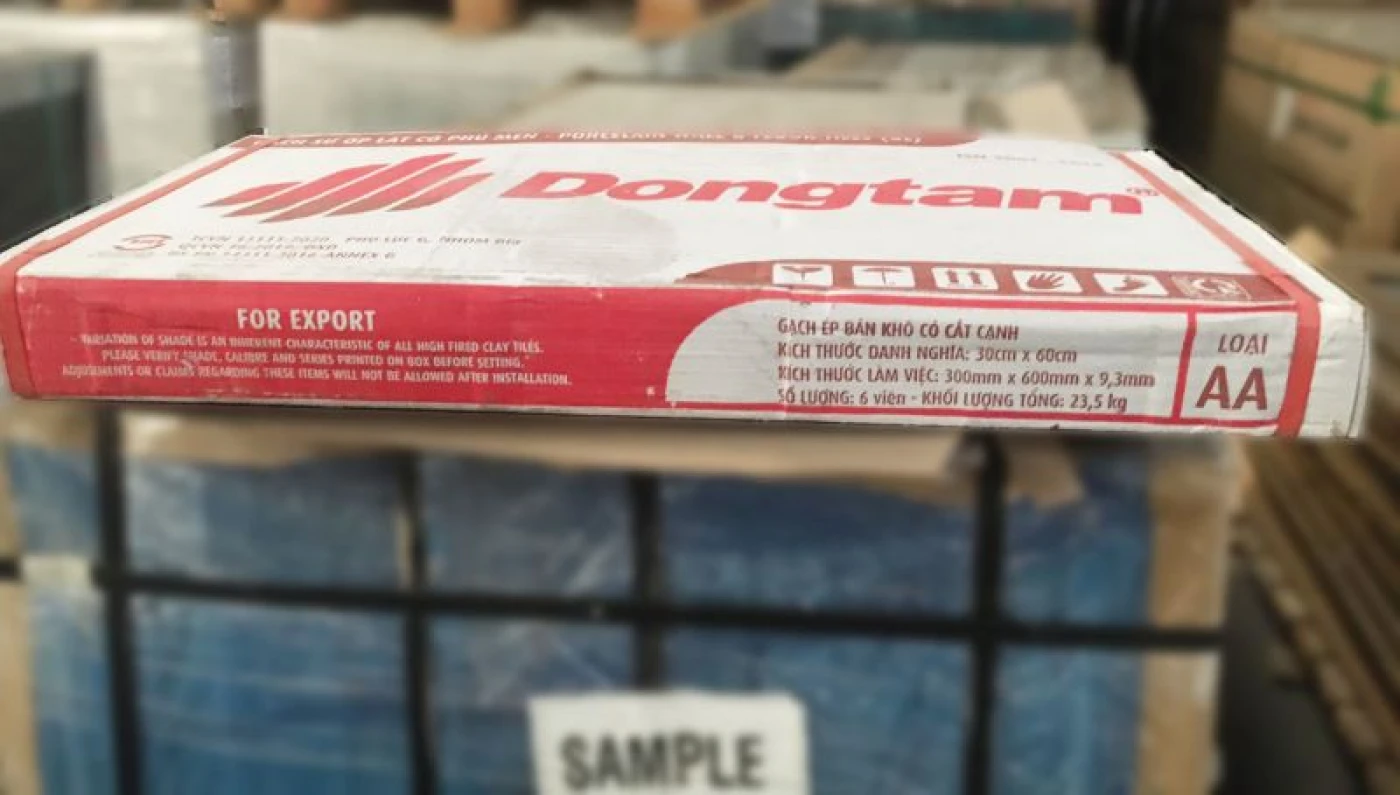 Dongtam
FOR EXPORT
- VARIATION OF SHADE IS AN INHERENT CHARACTERISTIC OF ALL HIGH FIRED CLAY TILES.
PLEASE VERIFY SHADE, CALIBRE AND SERIES PRINTED ON BOX BEFORE SETTING.
ADJUSTMENTS OR CLAIMS REGARDING THESE ITEMS WILL NOT BE ALLOWED AFTER INSTALLATION.
GẠCH ÉP BÁN KHÔ CÓ CẮT CẠNH
KÍCH THƯỚC DANH NGHĨA: 30cm x 60cm
KÍCH THƯỚC LÀM VIỆC: 300mm x 600mm x 9,3mm
SỐ LƯỢNG: 6 viên - KHỐI LƯỢNG TỔNG: 23,5 kg
LOẠI
AA
SAMPLE